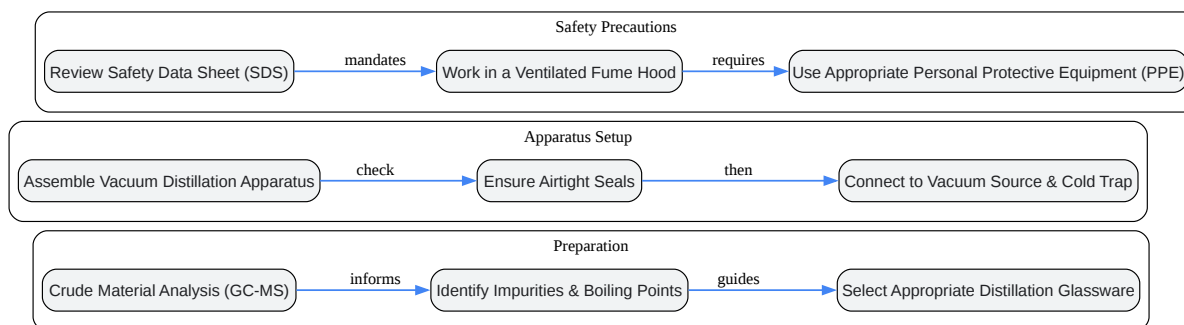 Safety Precautions
Review Safety Data Sheet (SDS)
mandates
Work in a Ventilated Fume Hood
requires
Use Appropriate Personal Protective Equipment (PPE)
Apparatus Setup
Assemble Vacuum Distillation Apparatus
check
Ensure Airtight Seals
then
Connect to Vacuum Source & Cold Trap
Preparation
Crude Material Analysis (GC-MS)
informs
Identify Impurities & Boiling Points
guides
Select Appropriate Distillation Glassware